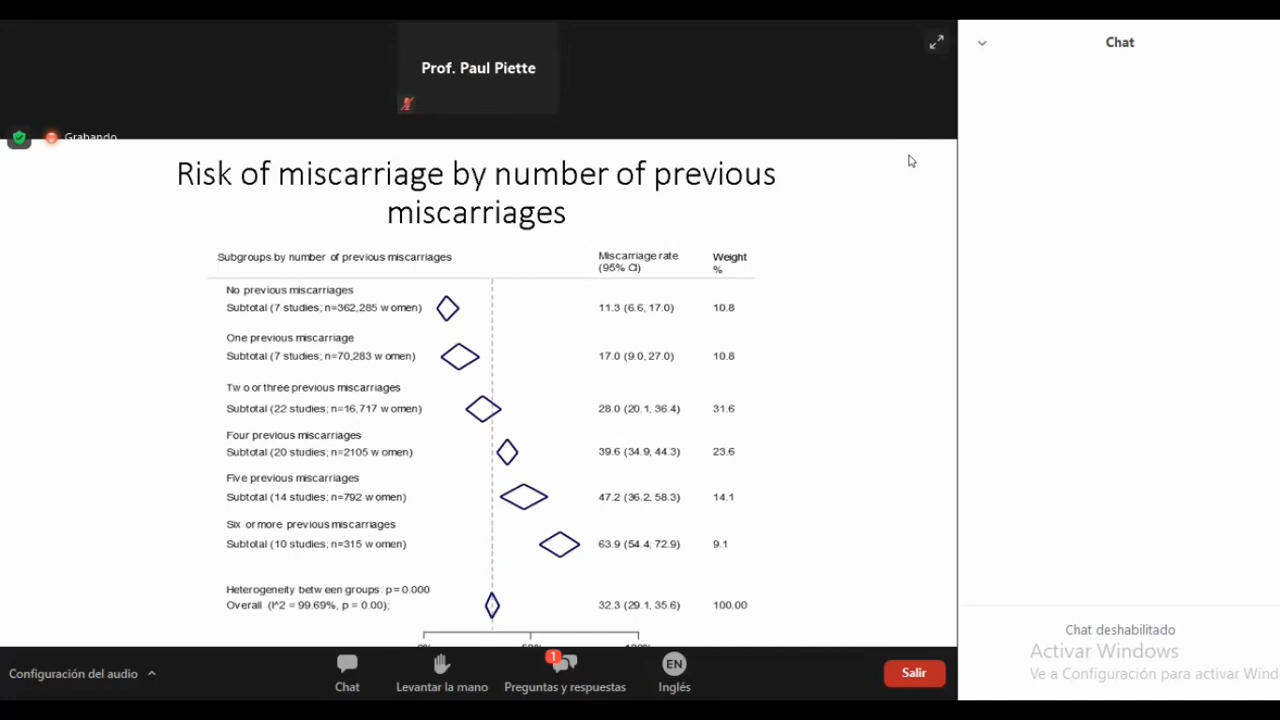 Prof. Paul Piette
Chat
Grabando
Risk of miscarriage by number of previous
miscarriages
Subgroups by number of previous miscarriages
Miscarriage rate
(95% CI)
Weight
%
No previous miscarriages
Subtotal (7 studies; n=362,285 w omen) 11.3 (6.6, 17.0) 10.8
One previous miscarriage
Subtotal (7 studies; n=70,283 w omen) 17.0 (9.0, 27.0) 10.8
Tw o or three previous miscarriages
Subtotal (22 studies; n=16,717 w omen) 28.0 (20.1, 36.4) 31.6
Four previous miscarriages
Subtotal (20 studies; n=2105 w omen) 39.6 (34.9, 44.3) 23.6
Five previous miscarriages
Subtotal (14 studies; n=792 w omen) 47.2 (36.2, 58.3) 14.1
Six or more previous miscarriages
Subtotal (10 studies; n=315 w omen) 63.9 (54.4, 72.9) 9.1
Heterogeneity betw een groups: p = 0.000
Overall (I^2 = 99.69%, p = 0.00); 32.3 (29.1, 35.6) 100.00
Chat deshabilitado
Activar Windows
Ve a Configuración para activar Wind
Configuración del audio
Chat
Levantar la mano
1
Preguntas y respuestas
EN
Inglés
Salir